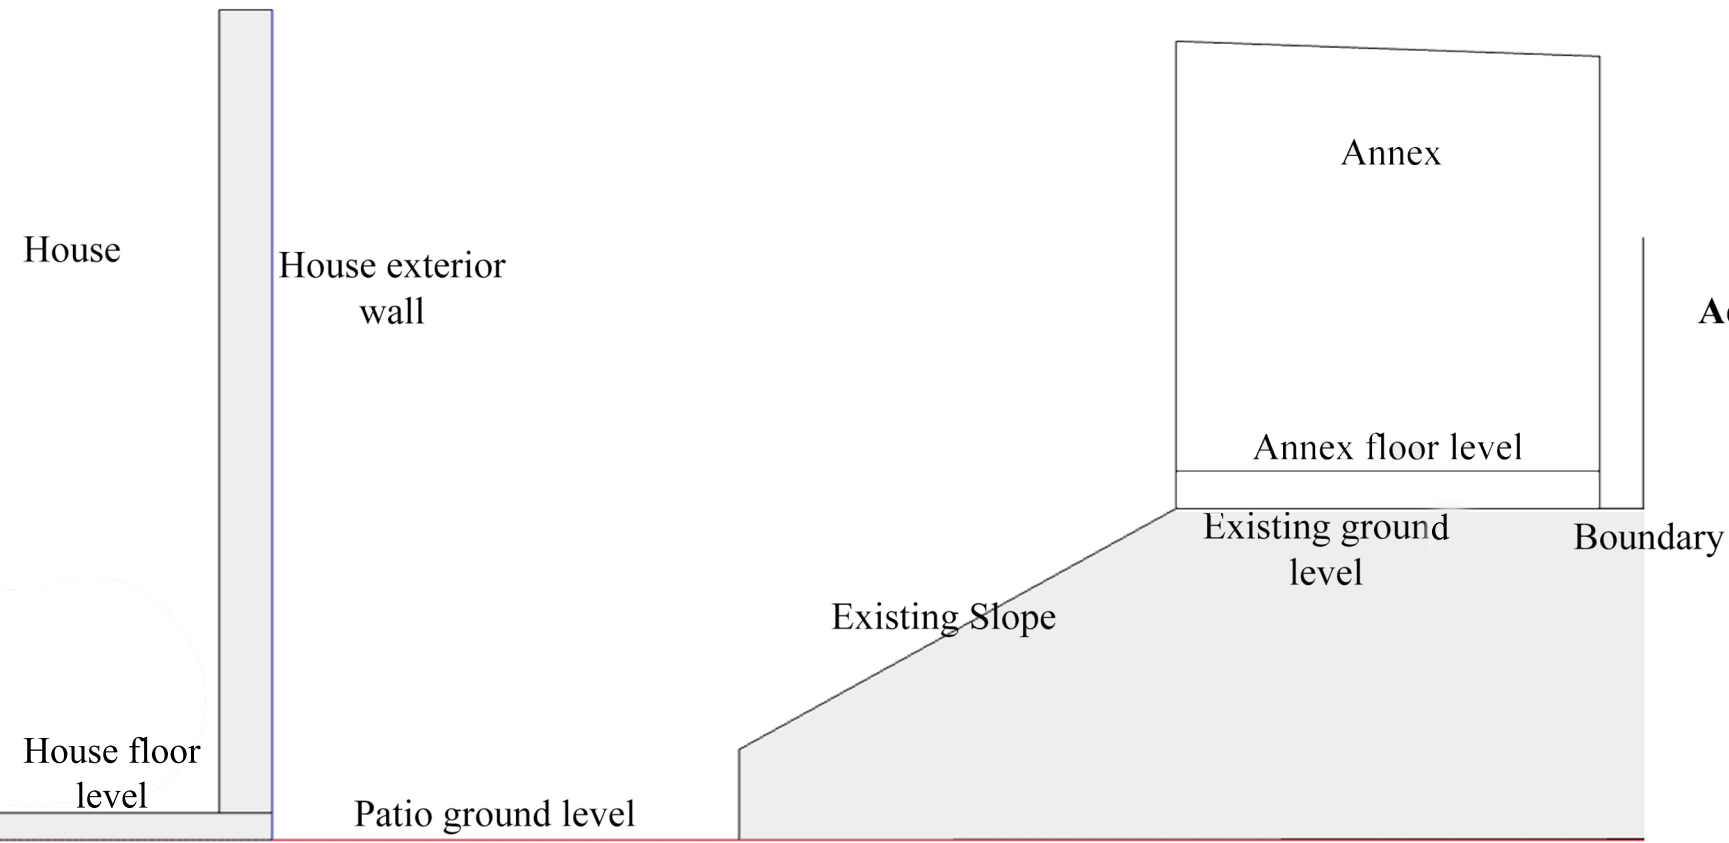 Annex
House
House exterior
wall
Annex floor level
Existing ground
level
Boundary
Existing Slope
House floor
level
Patio ground level